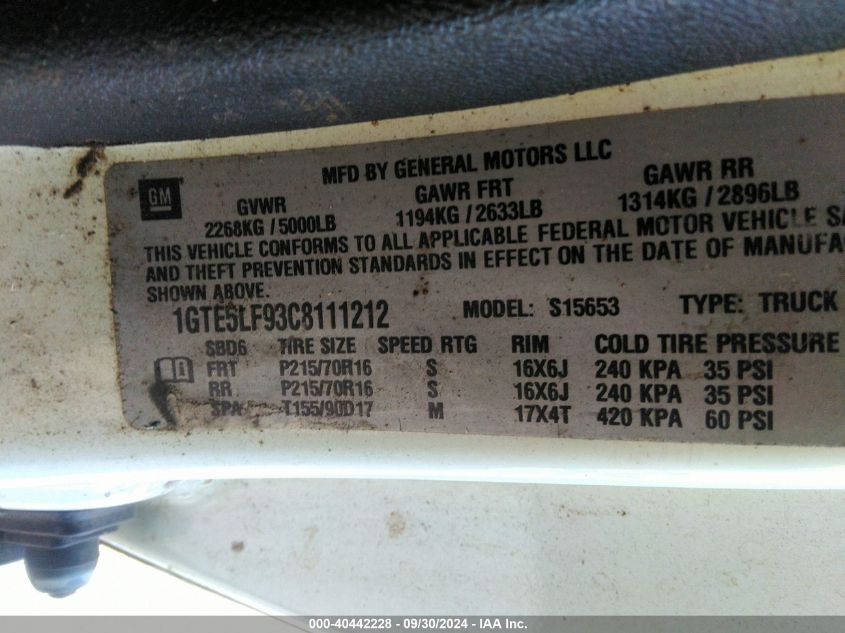 MFD BY GENERAL MOTORS LLC
GM
GVWR GAWR FRT GAWR RR
2268KG / 5000LB 1194KG / 2633LB 1314KG / 2896LB
THIS VEHICLE CONFORMS TO ALL APPLICABLE FEDERAL MOTOR VEHICLE SA
AND THEFT PREVENTION STANDARDS IN EFFECT ON THE DATE OF MANUFA
SHOWN ABOVE.
1GTE5LF93C8111212 MODEL: S15653 TYPE: TRUCK
SBD6 TIRE SIZE SPEED RTG RIM COLD TIRE PRESSURE
FRT P215/70R16 S 16X6J 240 KPA 35 PSI
RR P215/70R16 S 16X6J 240 KPA 35 PSI
SPA T155/90D17 M 17X4T 420 KPA 60 PSI
000-40442228 - 09/30/2024 - IAA Inc.